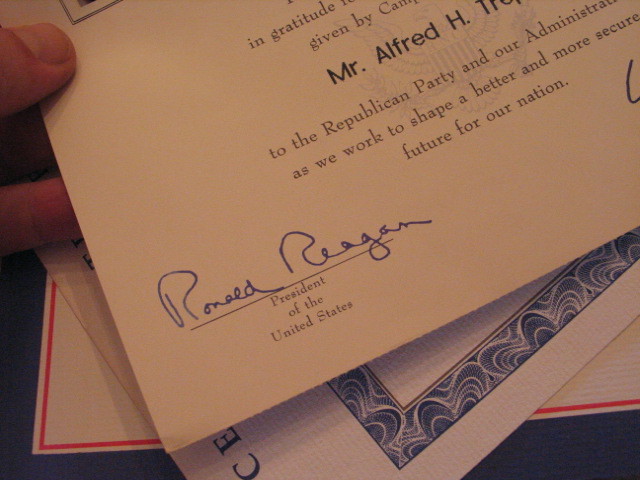 in gratitude
given by
Mr. Alfred H.
to the Republican Party and our
as we work to shape a better and more secure
future for our nation.
Ronald Reagan
President
of the
United States
CE